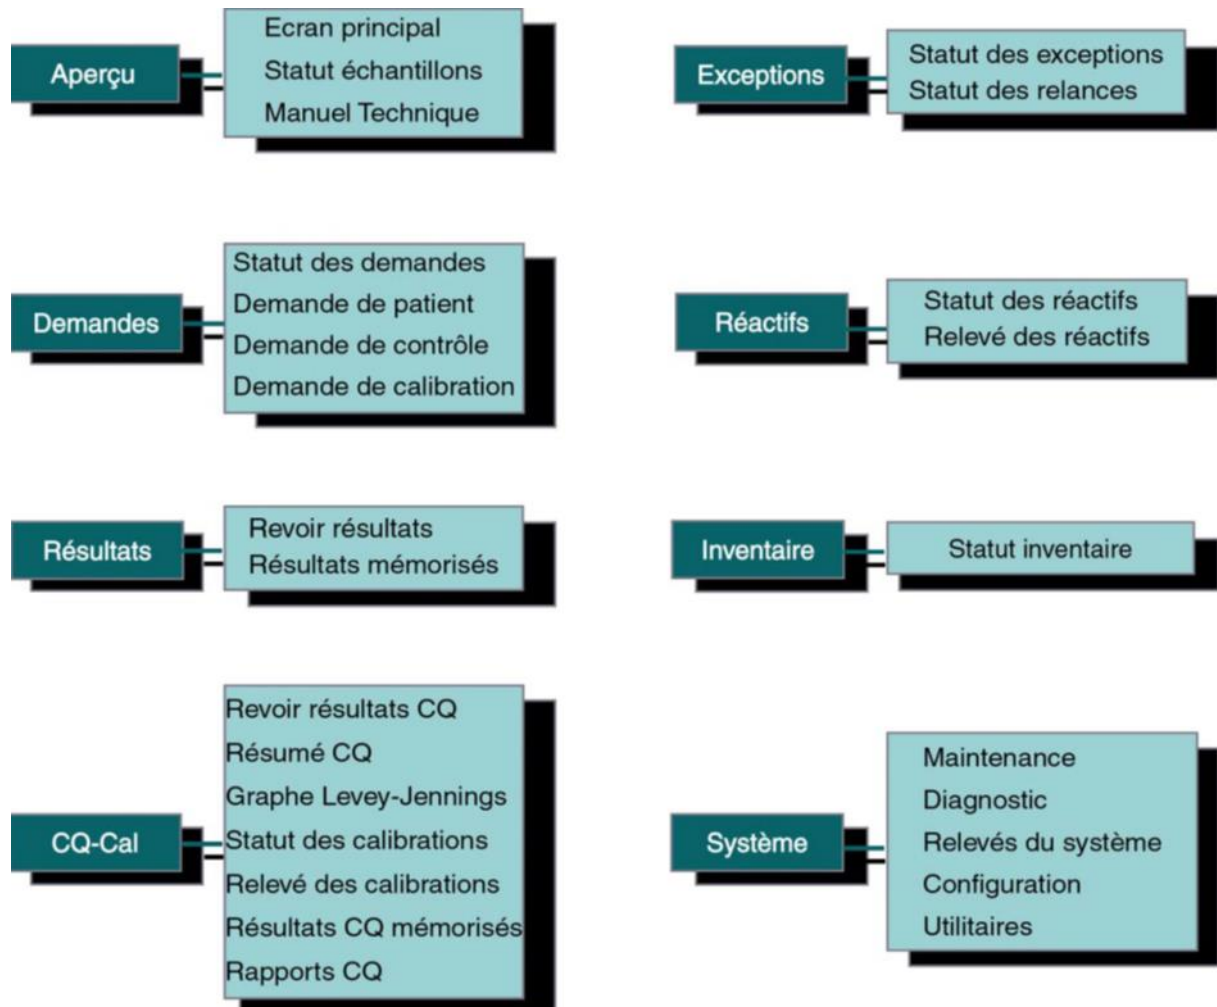 Aperçu
Ecran principal
Statut échantillons
Manuel Technique
Exceptions
Statut des exceptions
Statut des relances
Demandes
Statut des demandes
Demande de patient
Demande de contrôle
Demande de calibration
Réactifs
Statut des réactifs
Relevé des réactifs
Résultats
Revoir résultats
Résultats mémorisés
Inventaire
Statut inventaire
CQ-Cal
Revoir résultats CQ
Résumé CQ
Graphe Levey-Jennings
Statut des calibrations
Relevé des calibrations
Résultats CQ mémorisés
Rapports CQ
Système
Maintenance
Diagnostic
Relevés du système
Configuration
Utilitaires